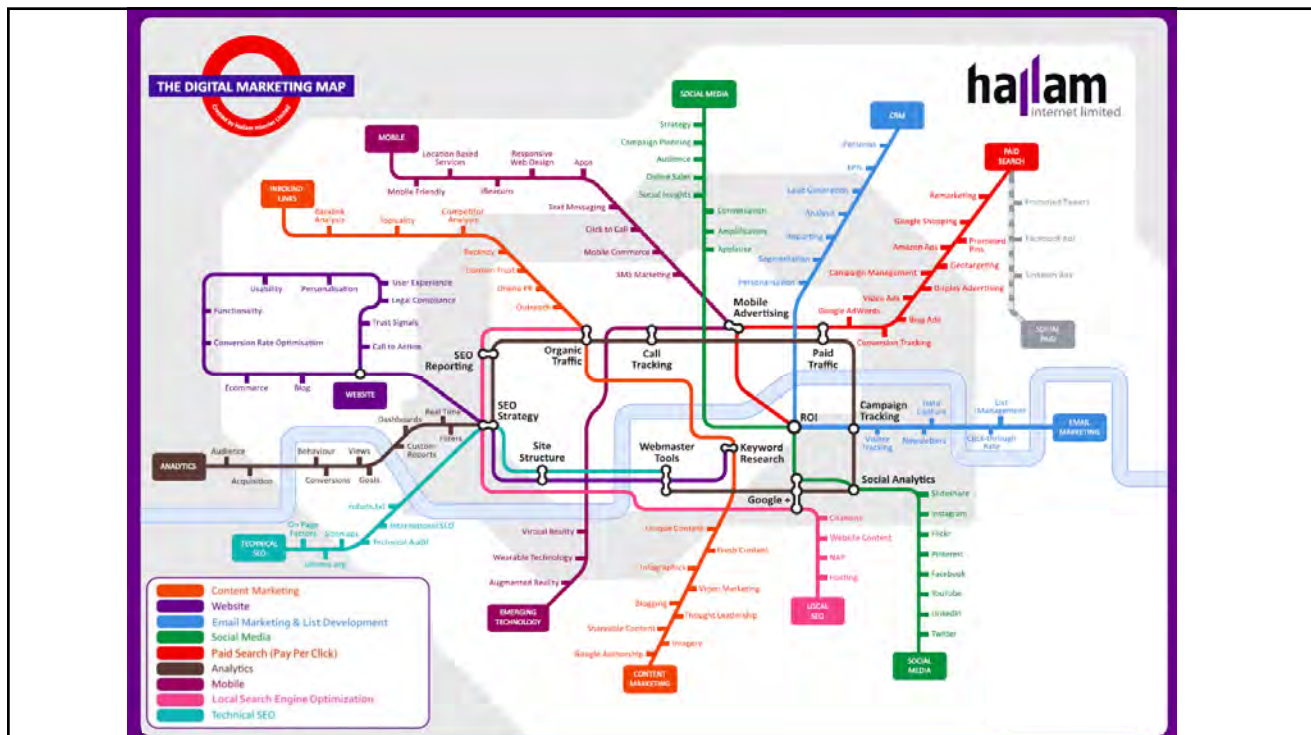 THE DIGITAL MARKETING MAP
Created by Hallam Internet Limited
hallam
internet limited
SOCIAL MEDIA
Strategy
Campaign Planning
Audience
Online Sales
Social Insights
Conversation
Amplification
Applause
CRM
Personas
KPIs
Lead Generation
Analysis
Reporting
Segmentation
Personalisation
PAID
SEARCH
Remarketing
Google Shopping
Promoted
Pins
Amazon Ads
Geotargeting
Campaign Management
Display Advertising
Video Ads
Bing Ads
Google AdWords
Conversion Tracking
Promoted Tweets
Facebook Ads
LinkedIn Ads
SOCIAL
PAID
MOBILE
Location Based
Services
Responsive
Web Design
Apps
Mobile Friendly
iBeacons
Text Messaging
Click to Call
Mobile Commerce
SMS Marketing
INBOUND
LINKS
Backlink
Analysis
Topicality
Competitor
Analysis
Recency
Domain Trust
Online PR
Outreach
Usability
Personalisation
User Experience
Legal Compliance
Functionality
Trust Signals
Conversion Rate Optimisation
Call to Action
Ecommerce
Blog
WEBSITE
SEO
Reporting
Organic
Traffic
Call
Tracking
Mobile
Advertising
Paid
Traffic
SEO
Strategy
Site
Structure
Webmaster
Tools
Keyword
Research
ROI
Campaign
Tracking
Google +
Social Analytics
Visitor
Tracking
Data
Capture
Newsletters
List
Management
Click-through
Rate
EMAIL
MARKETING
ANALYTICS
Audience
Acquisition
Behaviour
Conversions
Views
Goals
Dashboards
Custom
Reports
Real Time
Filters
TECHNICAL
SEO
On Page
Factors
schema.org
Sitemaps
Technical Audit
International SEO
robots.txt
Virtual Reality
Wearable Technology
Augmented Reality
EMERGING
TECHNOLOGY
Unique Content
Fresh Content
Infographics
Video Marketing
Blogging
Thought Leadership
Shareable Content
Imagery
Google Authorship
CONTENT
MARKETING
Citations
Website Content
NAP
Hosting
LOCAL
SEO
Slideshare
Instagram
Flickr
Pinterest
Facebook
YouTube
LinkedIn
Twitter
SOCIAL
MEDIA
Content Marketing
Website
Email Marketing & List Development
Social Media
Paid Search (Pay Per Click)
Analytics
Mobile
Local Search Engine Optimization
Technical SEO